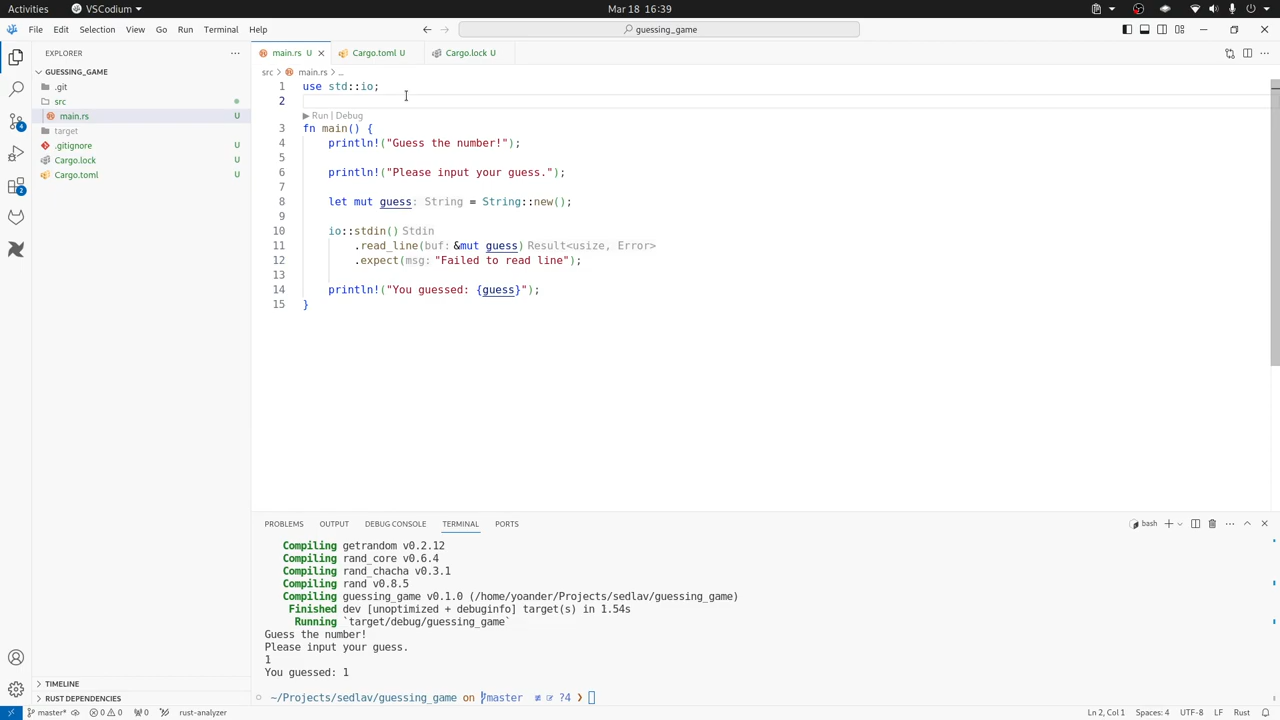 Activities
VSCodium
Mar 18 16:39
File Edit Selection View Go Run Terminal Help
guessing_game
EXPLORER
GUESSING_GAME
.git
src
main.rs U
target
.gitignore U
Cargo.lock U
Cargo.toml U
TIMELINE
RUST DEPENDENCIES
4
2
main.rs U
Cargo.toml U
Cargo.lock U
src > main.rs > ...
1 use std::io;
2
Run | Debug
3 fn main() {
4 println!("Guess the number!");
5
6 println!("Please input your guess.");
7
8 let mut guess: String = String::new();
9
10 io::stdin() Stdin
11 .read_line(buf: &mut guess) Result<usize, Error>
12 .expect(msg: "Failed to read line");
13
14 println!("You guessed: {guess}");
15 }
PROBLEMS OUTPUT DEBUG CONSOLE TERMINAL PORTS
bash
Compiling getrandom v0.2.12
Compiling rand_core v0.6.4
Compiling rand_chacha v0.3.1
Compiling rand v0.8.5
Compiling guessing_game v0.1.0 (/home/yoander/Projects/sedlav/guessing_game)
Finished dev [unoptimized + debuginfo] target(s) in 1.54s
Running `target/debug/guessing_game`
Guess the number!
Please input your guess.
1
You guessed: 1
~/Projects/sedlav/guessing_game on master ≢ ?4 ❯
master* 0 0 0 rust-analyzer
Ln 2, Col 1 Spaces: 4 UTF-8 LF Rust